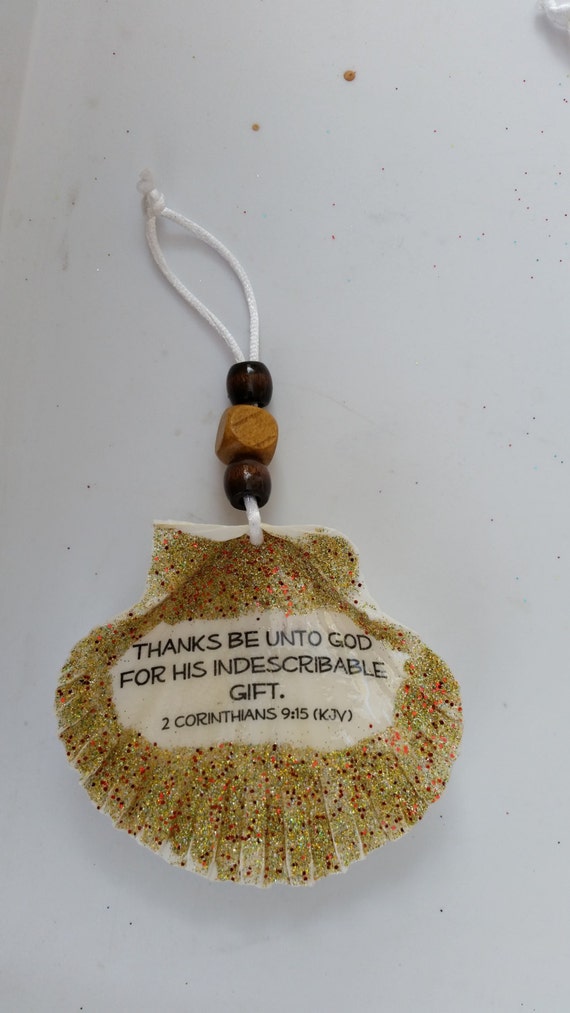 THANKS BE UNTO GOD
FOR HIS INDESCRIBABLE
GIFT.
2 CORINTHIANS 9:15 (KJV)